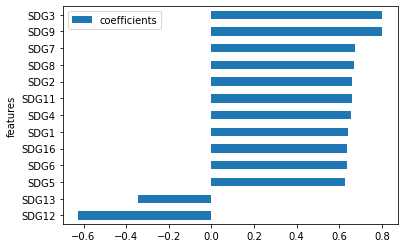 coefficients
features
SDG3
SDG9
SDG7
SDG8
SDG2
SDG11
SDG4
SDG1
SDG16
SDG6
SDG5
SDG13
SDG12
−0.6 −0.4 −0.2 0.0 0.2 0.4 0.6 0.8